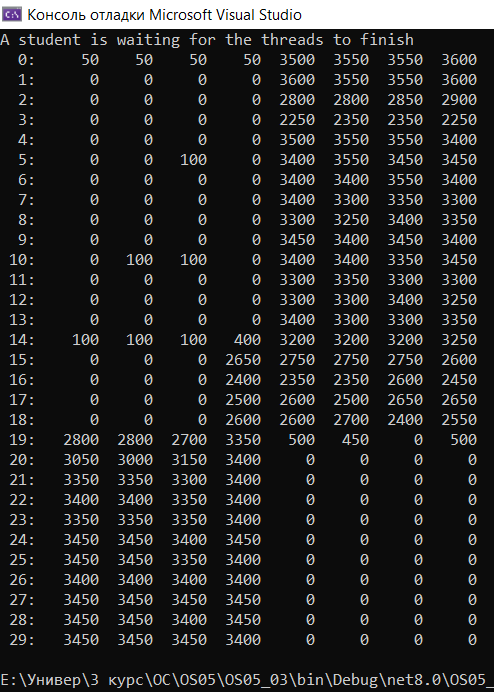 Консоль отладки Microsoft Visual Studio
A student is waiting for the threads to finish
0: 50 50 50 50 3500 3550 3550 3600
1: 0 0 0 0 3600 3550 3550 3600
2: 0 0 0 0 2800 2800 2850 2900
3: 0 0 0 0 2250 2350 2350 2250
4: 0 0 0 0 3500 3550 3550 3400
5: 0 0 100 0 3400 3550 3450 3450
6: 0 0 0 0 3400 3400 3550 3400
7: 0 0 0 0 3400 3300 3350 3300
8: 0 0 0 0 3300 3250 3400 3350
9: 0 0 0 0 3450 3400 3450 3400
10: 0 100 100 0 3400 3400 3350 3450
11: 0 0 0 0 3300 3350 3300 3300
12: 0 0 0 0 3300 3300 3400 3250
13: 0 0 0 0 3400 3300 3300 3350
14: 100 100 100 400 3200 3200 3200 3250
15: 0 0 0 2650 2750 2750 2750 2600
16: 0 0 0 2400 2350 2350 2600 2450
17: 0 0 0 2500 2600 2500 2650 2650
18: 0 0 0 2600 2600 2700 2400 2550
19: 2800 2800 2700 3350 500 450 0 500
20: 3050 3000 3150 3400 0 0 0 0
21: 3350 3350 3300 3400 0 0 0 0
22: 3400 3400 3350 3400 0 0 0 0
23: 3350 3350 3350 3400 0 0 0 0
24: 3450 3450 3400 3450 0 0 0 0
25: 3450 3450 3350 3400 0 0 0 0
26: 3400 3400 3400 3400 0 0 0 0
27: 3450 3450 3450 3450 0 0 0 0
28: 3450 3450 3400 3450 0 0 0 0
29: 3450 3450 3450 3400 0 0 0 0
E:\Универ\3 курс\ОС\OS05\OS05_03\bin\Debug\net8.0\OS05_